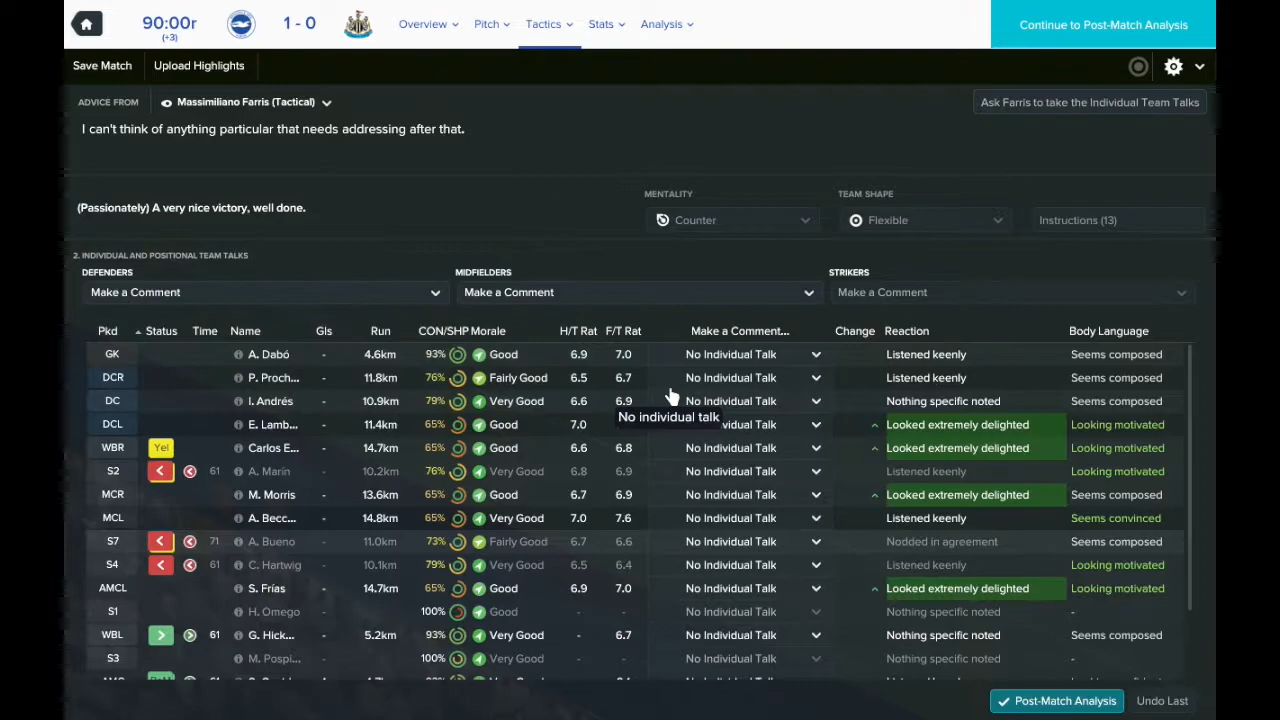 90:00r
(+3)
1 - 0
Overview Pitch Tactics Stats Analysis
Continue to Post-Match Analysis
Save Match Upload Highlights
ADVICE FROM Massimiliano Farris (Tactical)
Ask Farris to take the Individual Team Talks
I can't think of anything particular that needs addressing after that.
MENTALITY TEAM SHAPE
(Passionately) A very nice victory, well done.
Counter Flexible Instructions (13)
2. INDIVIDUAL AND POSITIONAL TEAM TALKS
DEFENDERS MIDFIELDERS STRIKERS
Make a Comment Make a Comment Make a Comment
Pkd Status Time Name Gls Run CON/SHP Morale H/T Rat F/T Rat Make a Comment... Change Reaction Body Language
GK A. Dabó - 4.6km 93% Good 6.9 7.0 No Individual Talk Listened keenly Seems composed
DCR P. Proch... - 11.8km 76% Fairly Good 6.5 6.7 No Individual Talk Listened keenly Seems composed
DC I. Andrés - 10.9km 79% Very Good 6.6 6.9 No Individual Talk Nothing specific noted Seems composed
No individual talk
DCL E. Lamb... - 11.4km 65% Good 7.0 vidual Talk Looked extremely delighted Looking motivated
WBR Yel Carlos E... - 14.7km 65% Good 6.6 6.8 No Individual Talk Looked extremely delighted Looking motivated
S2 61 A. Marín - 10.2km 76% Very Good 6.8 6.9 No Individual Talk Listened keenly Looking motivated
MCR M. Morris - 13.6km 65% Good 6.7 6.9 No Individual Talk Looked extremely delighted Seems composed
MCL A. Becc... - 14.8km 65% Very Good 7.0 7.6 No Individual Talk Listened keenly Seems convinced
S7 71 A. Bueno - 11.0km 73% Fairly Good 6.7 6.6 No Individual Talk Nodded in agreement Seems composed
S4 61 C. Hartwig - 10.1km 79% Very Good 6.5 6.4 No Individual Talk Listened keenly Looking motivated
AMCL S. Frías - 14.7km 65% Good 6.9 7.0 No Individual Talk Looked extremely delighted Looking motivated
S1 H. Omego - 100% Good - - No Individual Talk Nothing specific noted -
WBL 61 G. Hick... - 5.2km 93% Very Good - 6.7 No Individual Talk Nothing specific noted Seems composed
S3 M. Pospi... - 100% Very Good - - No Individual Talk Nothing specific noted -
Post-Match Analysis Undo Last